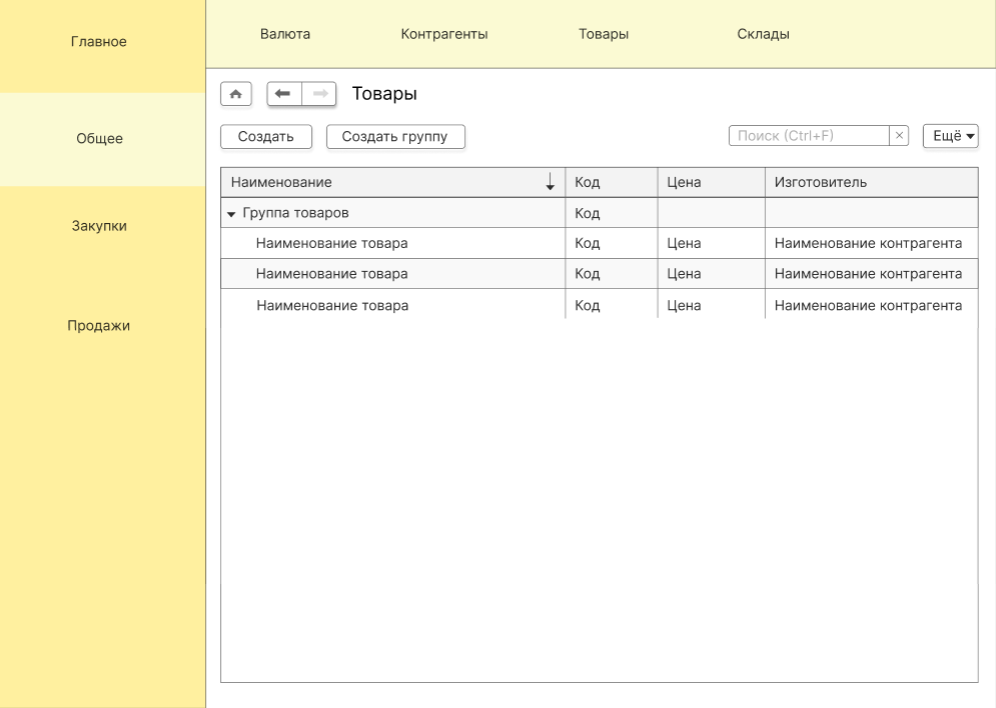 Главное
Общее
Закупки
Продажи
Валюта Контрагенты Товары Склады
Товары
Создать Создать группу Поиск (Ctrl+F) × Ещё
Наименование Код Цена Изготовитель
Группа товаров Код
Наименование товара Код Цена Наименование контрагента
Наименование товара Код Цена Наименование контрагента
Наименование товара Код Цена Наименование контрагента